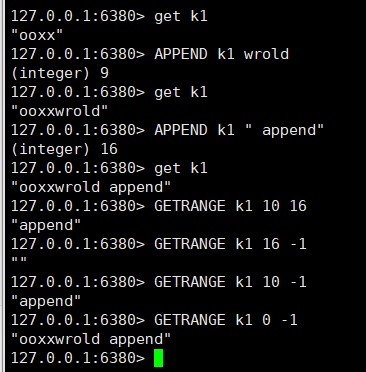 127.0.0.1:6380> get k1
"ooxx"
127.0.0.1:6380> APPEND k1 wrold
(integer) 9
127.0.0.1:6380> get k1
"ooxxwrold"
127.0.0.1:6380> APPEND k1 " append"
(integer) 16
127.0.0.1:6380> get k1
"ooxxwrold append"
127.0.0.1:6380> GETRANGE k1 10 16
"append"
127.0.0.1:6380> GETRANGE k1 16 -1
""
127.0.0.1:6380> GETRANGE k1 10 -1
"append"
127.0.0.1:6380> GETRANGE k1 0 -1
"ooxxwrold append"
127.0.0.1:6380>